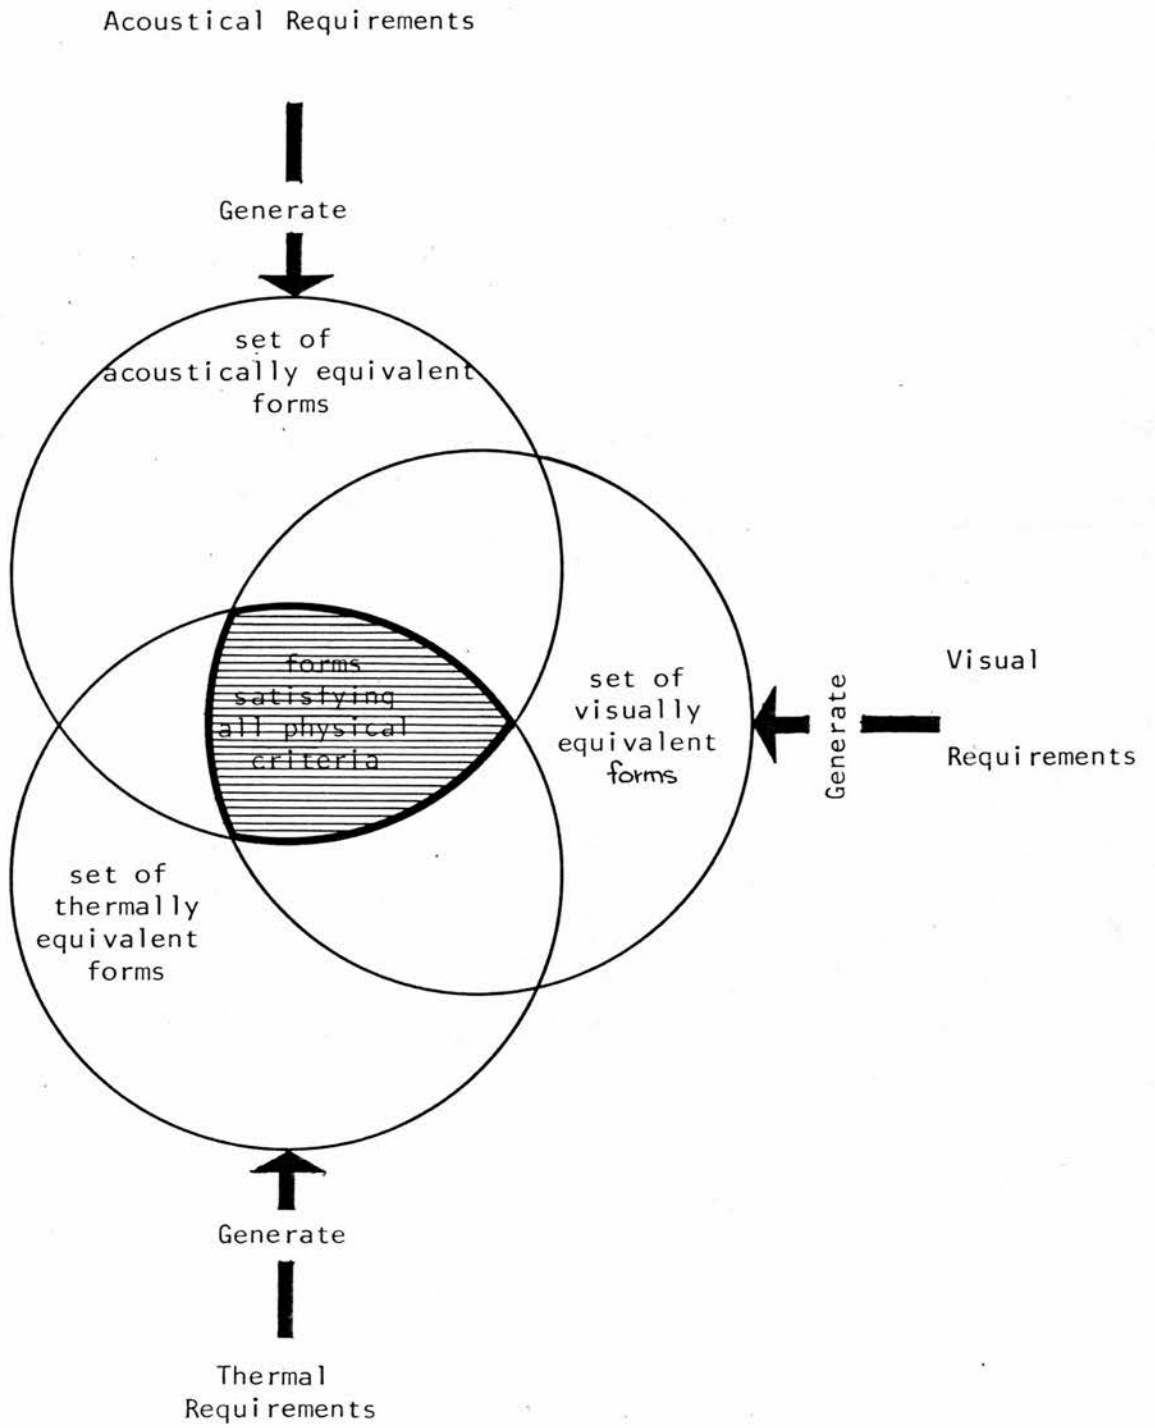 Acoustical Requirements
Generate
set of
acoustically equivalent
forms
forms
satisfying
all physical
criteria
set of
visually
equivalent
forms
Generate
Visual
Requirements
set of
thermally
equivalent
forms
Generate
Thermal
Requirements